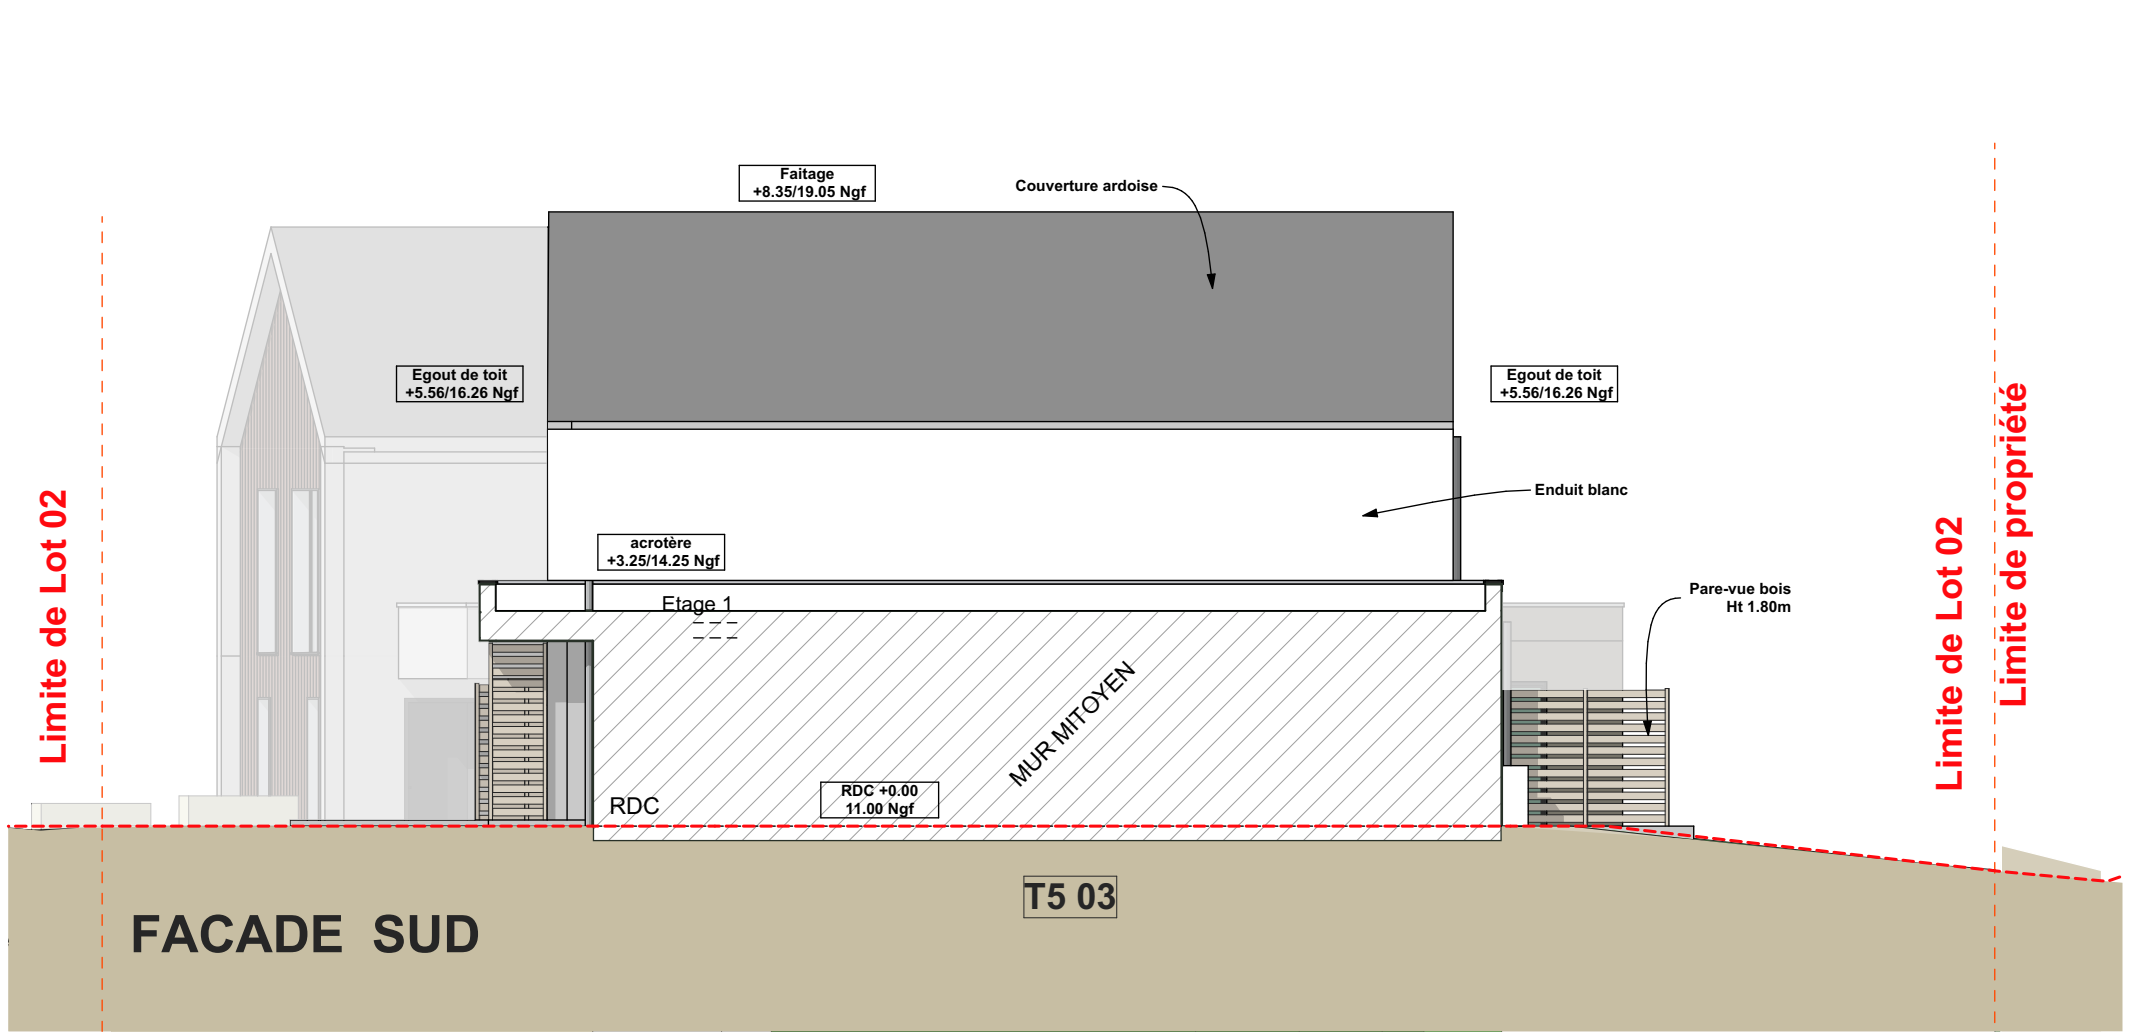 Faitage
+8.35/19.05 Ngf
Couverture ardoise
Egout de toit
+5.56/16.26 Ngf
Egout de toit
+5.56/16.26 Ngf
Limite de propriété
Limite de Lot 02
Enduit blanc
Limite de Lot 02
acrotère
+3.25/14.25 Ngf
Etage 1
Pare-vue bois
Ht 1.80m
MUR MITOYEN
RDC
RDC +0.00
11.00 Ngf
T5 03
FACADE SUD